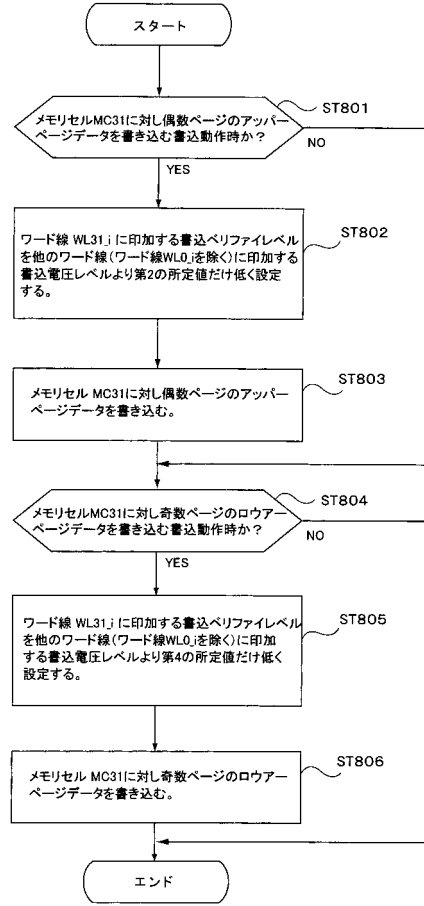 スタート
メモリセルMC31に対し偶数ページのアッパー
ページデータを書き込む書込動作時か？
ST801
NO
YES
ワード線 WL31_i に印加する書込ベリファイレベル
を他のワード線(ワード線WL0_iを除く)に印加する
書込電圧レベルより第2の所定値だけ低く設定
する。
ST802
メモリセル MC31に対し偶数ページのアッパー
ページデータを書き込む。
ST803
メモリセルMC31に対し奇数ページのロウアー
ページデータを書き込む書込動作時か？
ST804
NO
YES
ワード線 WL31_i に印加する書込ベリファイレベル
を他のワード線(ワード線WL0_iを除く)に印加
する書込電圧レベルより第4の所定値だけ低く
設定する。
ST805
メモリセル MC31に対し奇数ページのロウアー
ページデータを書き込む。
ST806
エンド